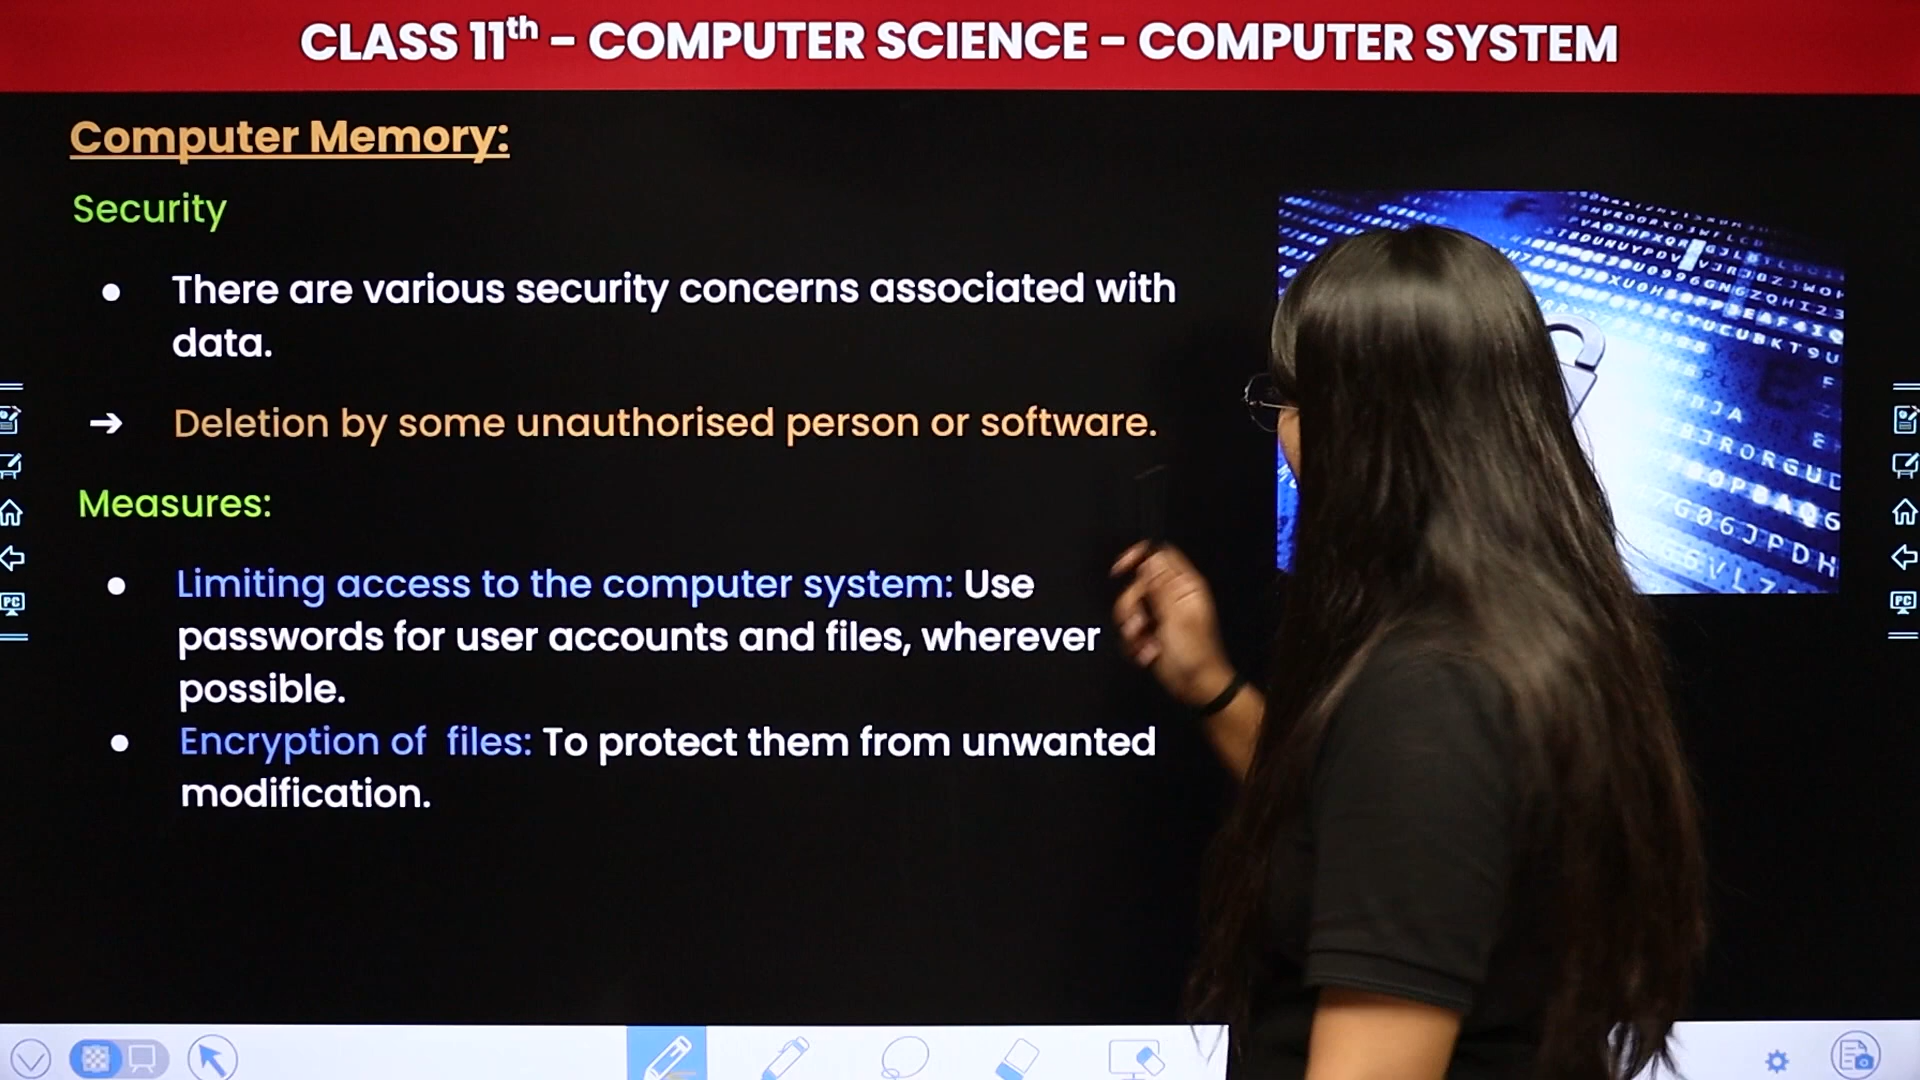 CLASS 11th - COMPUTER SCIENCE - COMPUTER SYSTEM
Computer Memory:
Security
● There are various security concerns associated with
data.
➔ Deletion by some unauthorised person or software.
Measures:
● Limiting access to the computer system: Use
passwords for user accounts and files, wherever
possible.
● Encryption of files: To protect them from unwanted
modification.
PC
PC